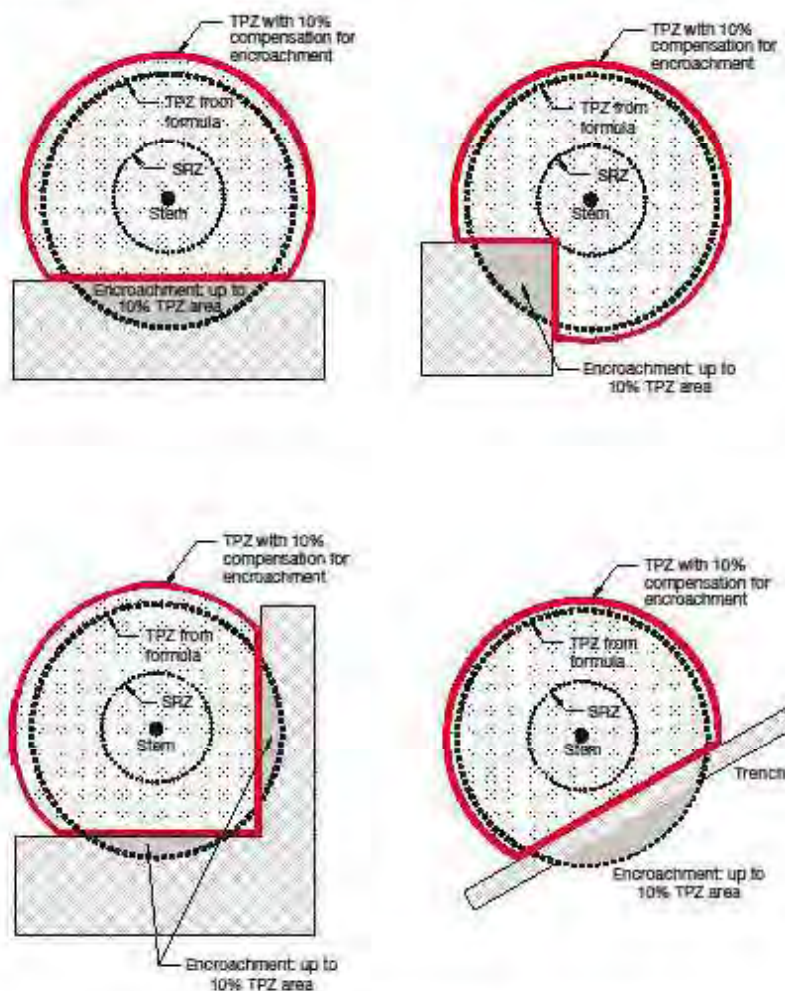 TPZ with 10%
compensation for
encroachment
TPZ from
formula
SRZ
Stem
Encroachment: up to
10% TPZ area
TPZ with 10%
compensation for
encroachment
TPZ from
formula
SRZ
Stem
Encroachment: up to
10% TPZ area
TPZ with 10%
compensation for
encroachment
TPZ from
formula
SRZ
Stem
Encroachment: up to
10% TPZ area
TPZ with 10%
compensation for
encroachment
TPZ from
formula
SRZ
Stem
Trench
Encroachment: up to
10% TPZ area